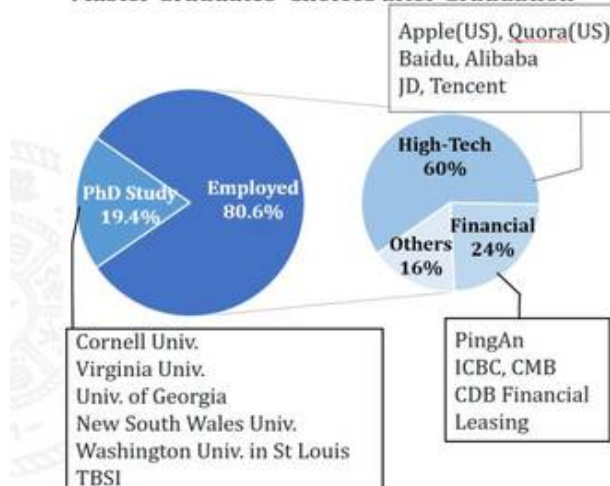 Apple(US), Quora(US)
Baidu, Alibaba
JD, Tencent
High-Tech
60%
PhD Study
19.4%
Employed
80.6%
Financial
24%
Others
16%
Cornell Univ.
Virginia Univ.
Univ. of Georgia
New South Wales Univ.
Washington Univ. in St Louis
TBSI
PingAn
ICBC, CMB
CDB Financial
Leasing